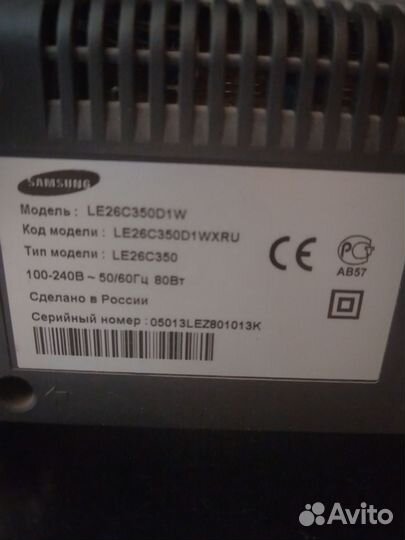 SAMSUNG
Модель : LE26C350D1W
Код модели : LE26C350D1WXRU
Тип модели : LE26C350
100-240В ~ 50/60Гц 80Вт
Сделано в России
Серийный номер : 05013LEZ801013K
CE
РС
АВ57
Avito